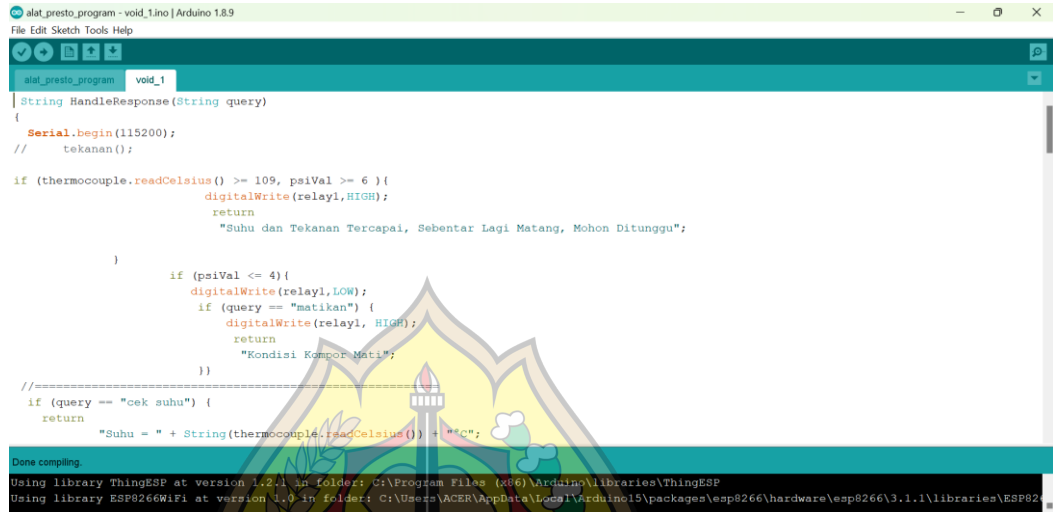 alat_presto_program - void_1.ino | Arduino 1.8.9
File Edit Sketch Tools Help
alat_presto_program void_1
String HandleResponse(String query)
{
Serial.begin(115200);
// tekanan();
if (thermocouple.readCelsius() >= 109, psiVal >= 6 ){
digitalWrite(relay1,HIGH);
return
"Suhu dan Tekanan Tercapai, Sebentar Lagi Matang, Mohon Ditunggu";
}
if (psiVal <= 4){
digitalWrite(relay1,LOW);
if (query == "matikan") {
digitalWrite(relay1, HIGH);
return
"Kondisi Kompor Mati";
}}
//==========================================================
if (query == "cek suhu") {
return
"Suhu = " + String(thermocouple.readCelsius()) + "°C";
Done compiling.
Using library ThingESP at version 1.2.1 in folder: C:\Program Files (x86)\Arduino\libraries\ThingESP
Using library ESP8266WiFi at version 1.0 in folder: C:\Users\ACER\AppData\Local\Arduino15\packages\esp8266\hardware\esp8266\3.1.1\libraries\ESP82